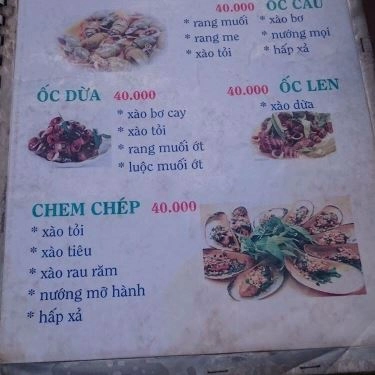 40.000 ỐC CAU
* rang muối * xào bơ
* rang me * nướng mọi
* xào tỏi * hấp xả
ỐC DỪA 40.000
* xào bơ cay
* xào tỏi
* rang muối ớt
* luộc muối ớt
40.000 ỐC LEN
* xào dừa
CHEM CHÉP 40.000
* xào tỏi
* xào tiêu
* xào rau răm
* nướng mỡ hành
* hấp xả